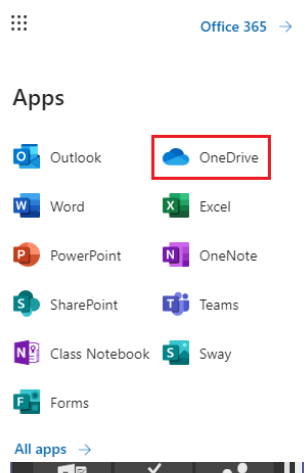 Office 365 →
Apps
Outlook OneDrive
Word Excel
PowerPoint OneNote
SharePoint Teams
Class Notebook Sway
Forms
All apps →